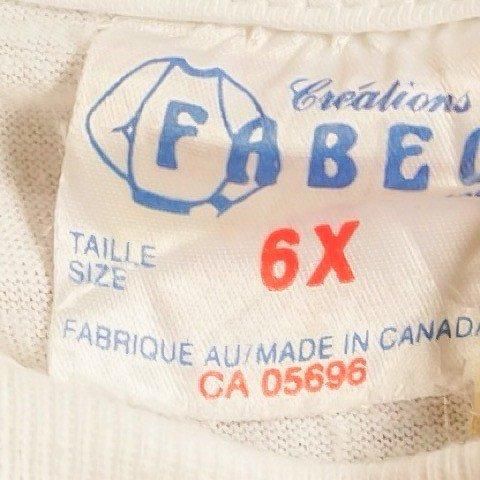 Créations
FABE
TAILLE
SIZE
6X
FABRIQUE AU/MADE IN CANADA
CA 05696